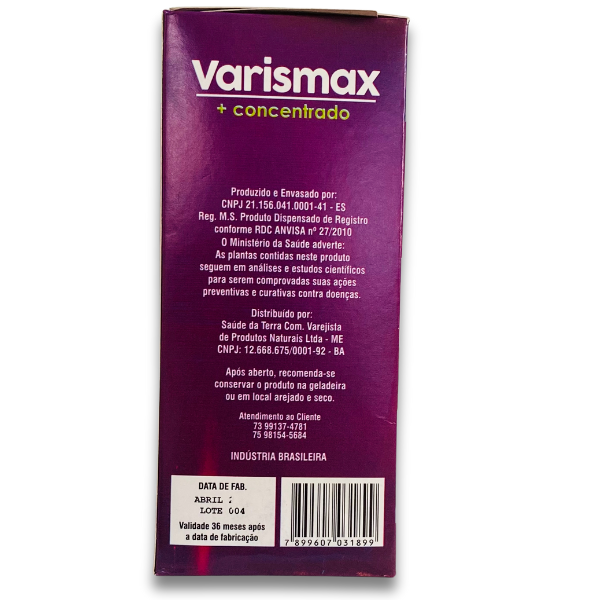 Varismax
+ concentrado
Produzido e Envasado por:
CNPJ 21.156.041.0001-41 - ES
Reg. M.S. Produto Dispensado de Registro
conforme RDC ANVISA nº 27/2010
O Ministério da Saúde adverte:
As plantas contidas neste produto
seguem em análises e estudos científicos
para serem comprovadas suas ações
preventivas e curativas contra doenças.
Distribuído por:
Saúde da Terra Com. Varejista
de Produtos Naturais Ltda - ME
CNPJ: 12.668.675/0001-92 - BA
Após aberto, recomenda-se
conservar o produto na geladeira
ou em local arejado e seco.
Atendimento ao Cliente
73 99137-4781
75 98154-5684
INDÚSTRIA BRASILEIRA
DATA DE FAB.
ABRIL
LOTE 004
Validade 36 meses após
a data de fabricação
7 899607 031899